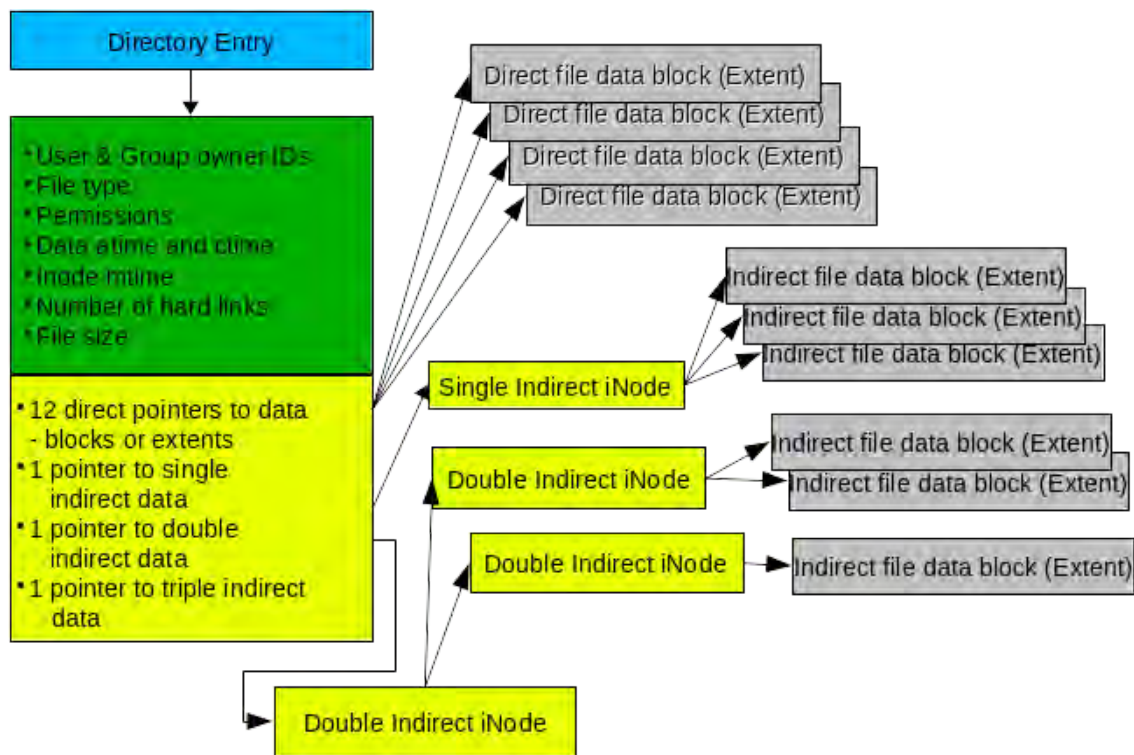 Directory Entry
• User & Group owner IDs
• File type
• Permissions
• Data atime and ctime
• Inode mtime
• Number of hard links
• File size
• 12 direct pointers to data
- blocks or extents
• 1 pointer to single
indirect data
• 1 pointer to double
indirect data
• 1 pointer to triple indirect
data
Direct file data block (Extent)
Direct file data block (Extent)
Direct file data block (Extent)
Direct file data block (Extent)
Single Indirect iNode
Indirect file data block (Extent)
Indirect file data block (Extent)
Indirect file data block (Extent)
Double Indirect iNode
Indirect file data block (Extent)
Indirect file data block (Extent)
Double Indirect iNode
Indirect file data block (Extent)
Double Indirect iNode